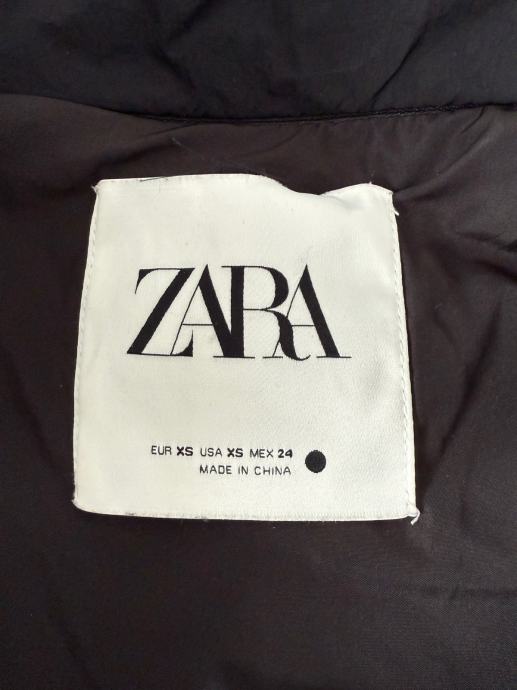 ZARA
EUR XS USA XS MEX 24
MADE IN CHINA